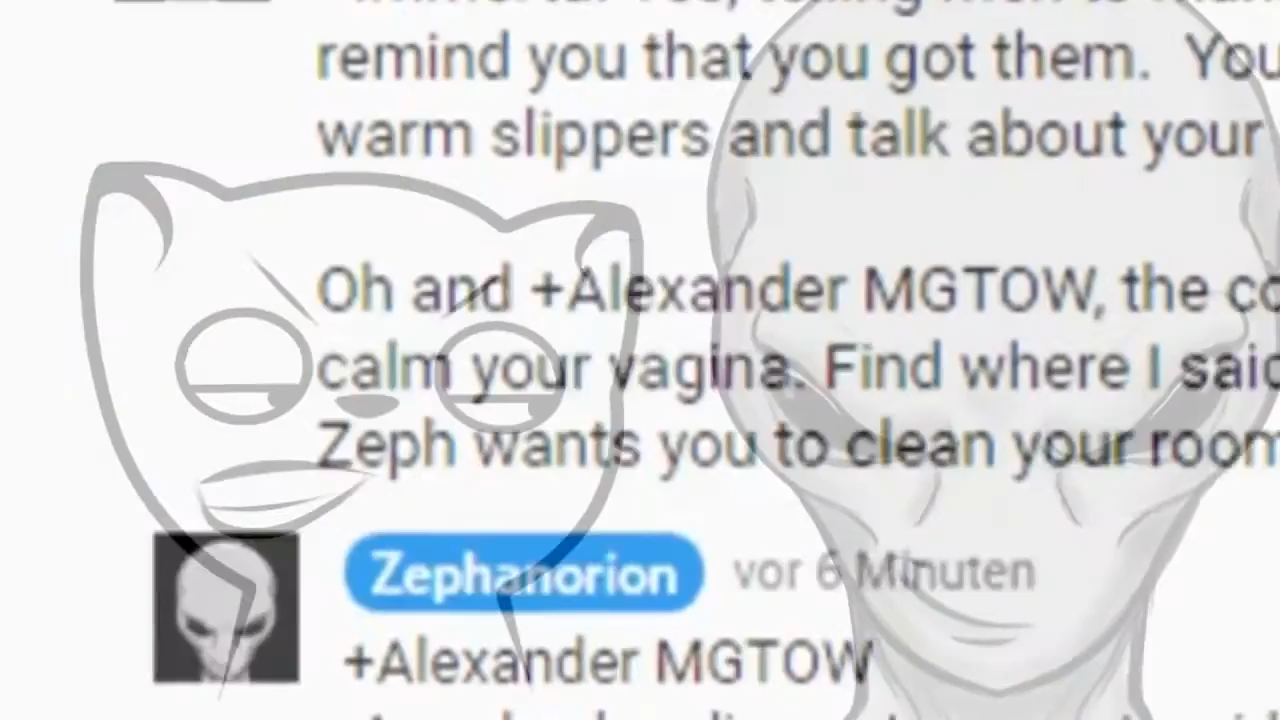 remind you that you got them. You
warm slippers and talk about your
Oh and +Alexander MGTOW, the
calm your vagina. Find where I said
Zeph wants you to clean your room
Zephanorion vor 6 Minuten
+Alexander MGTOW